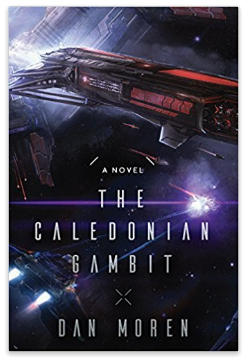 A NOVEL
THE
CALEDONIAN
GAMBIT
DAN MOREN